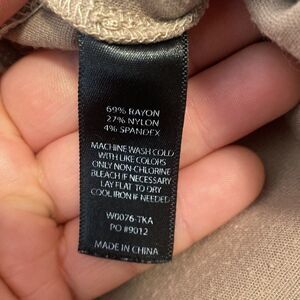 69% RAYON
27% NYLON
4% SPANDEX
MACHINE WASH COLD
WITH LIKE COLORS
ONLY NON-CHLORINE
BLEACH IF NECESSARY
LAY FLAT TO DRY
COOL IRON IF NEEDED
W0076-TKA
PO #9012
MADE IN CHINA